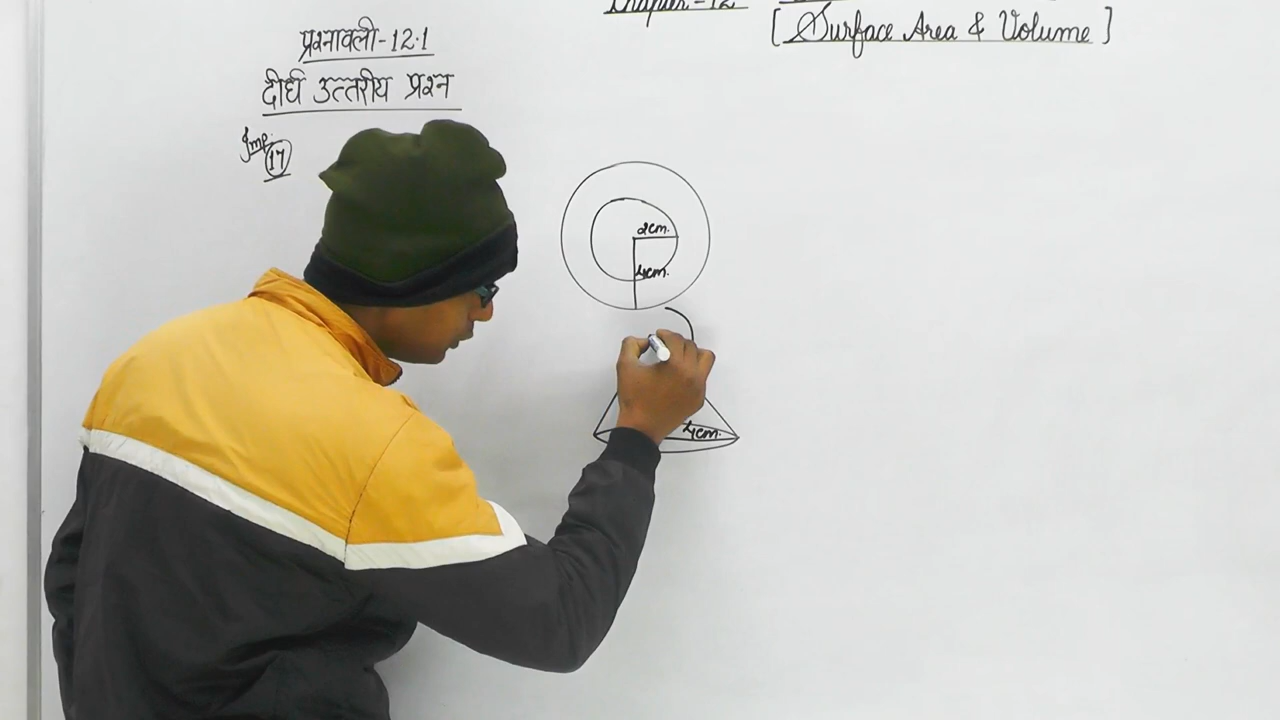 Chapter-12
[Surface Area & Volume]
प्रश्नावली-12.1
दीर्घ उत्तरीय प्रश्न
Imp.
17
2cm.
4cm.
4cm.